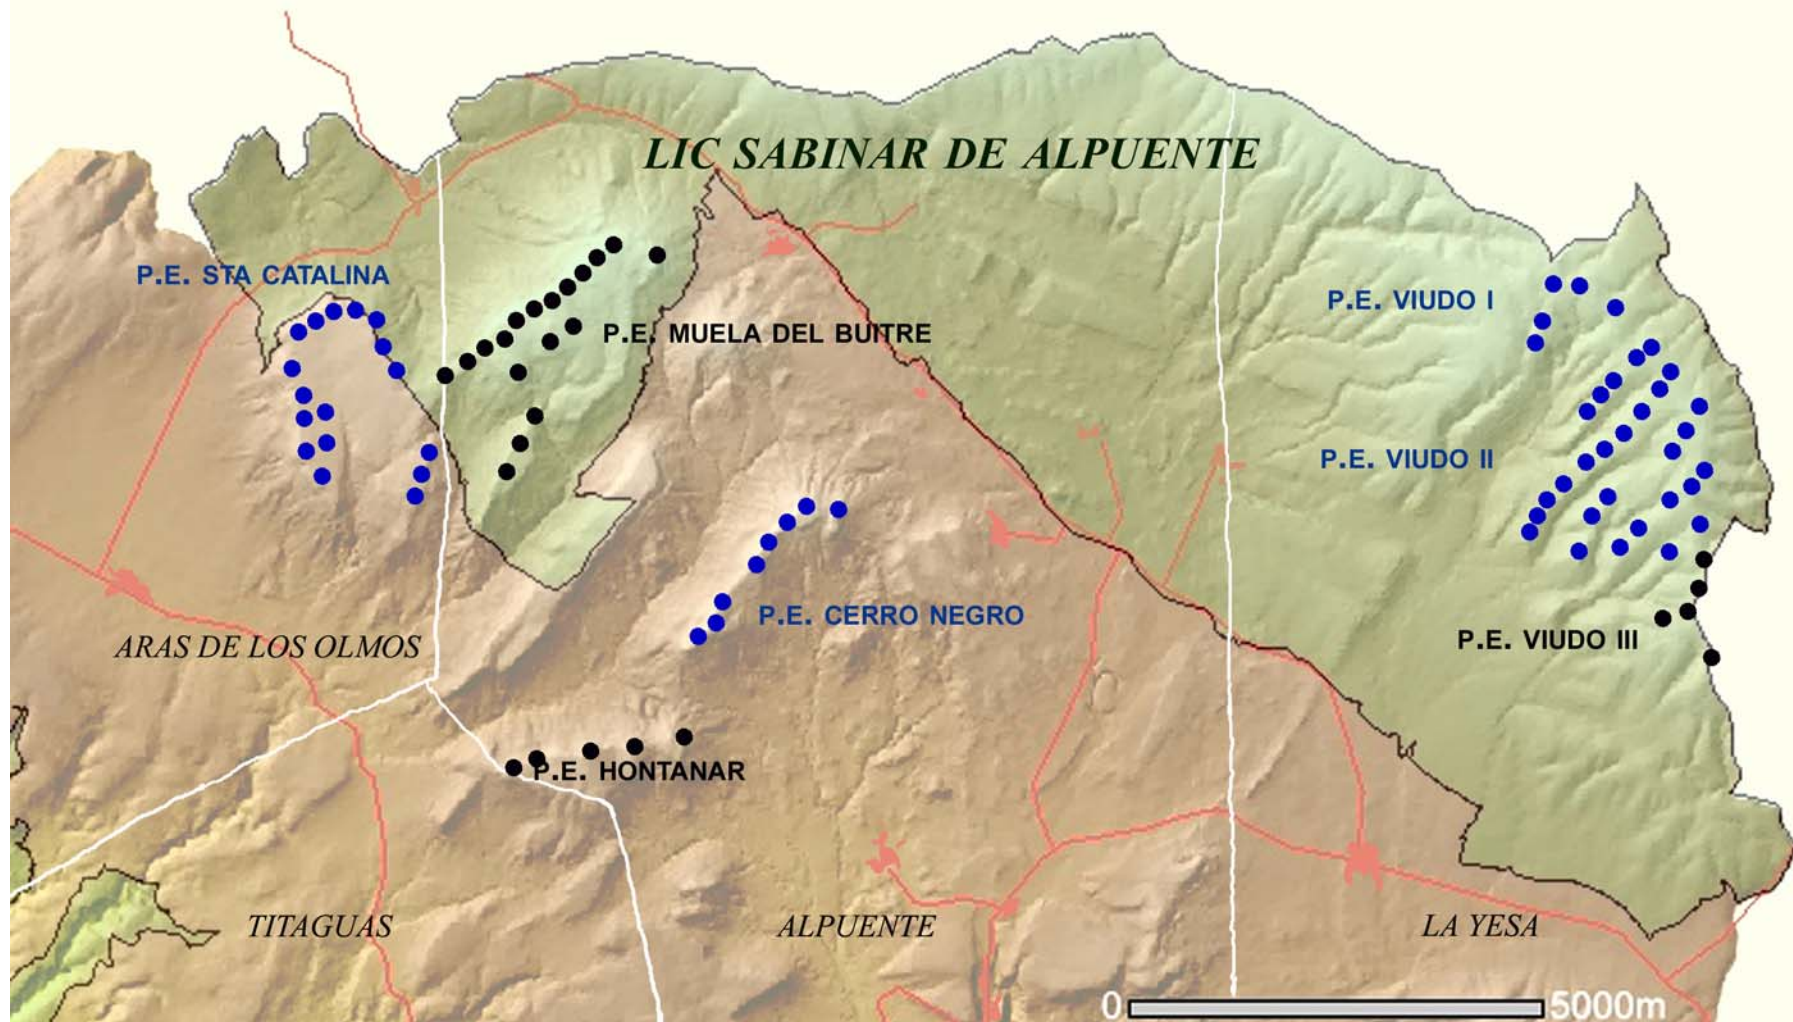 LIC SABINAR DE ALPUENTE
P.E. STA CATALINA
P.E. VIUDO I
P.E. MUELA DEL BUITRE
P.E. VIUDO II
P.E. CERRO NEGRO
ARAS DE LOS OLMOS
P.E. VIUDO III
P.E. HONTANAR
TITAGUAS
ALPUENTE
LA YESA
0 5000m